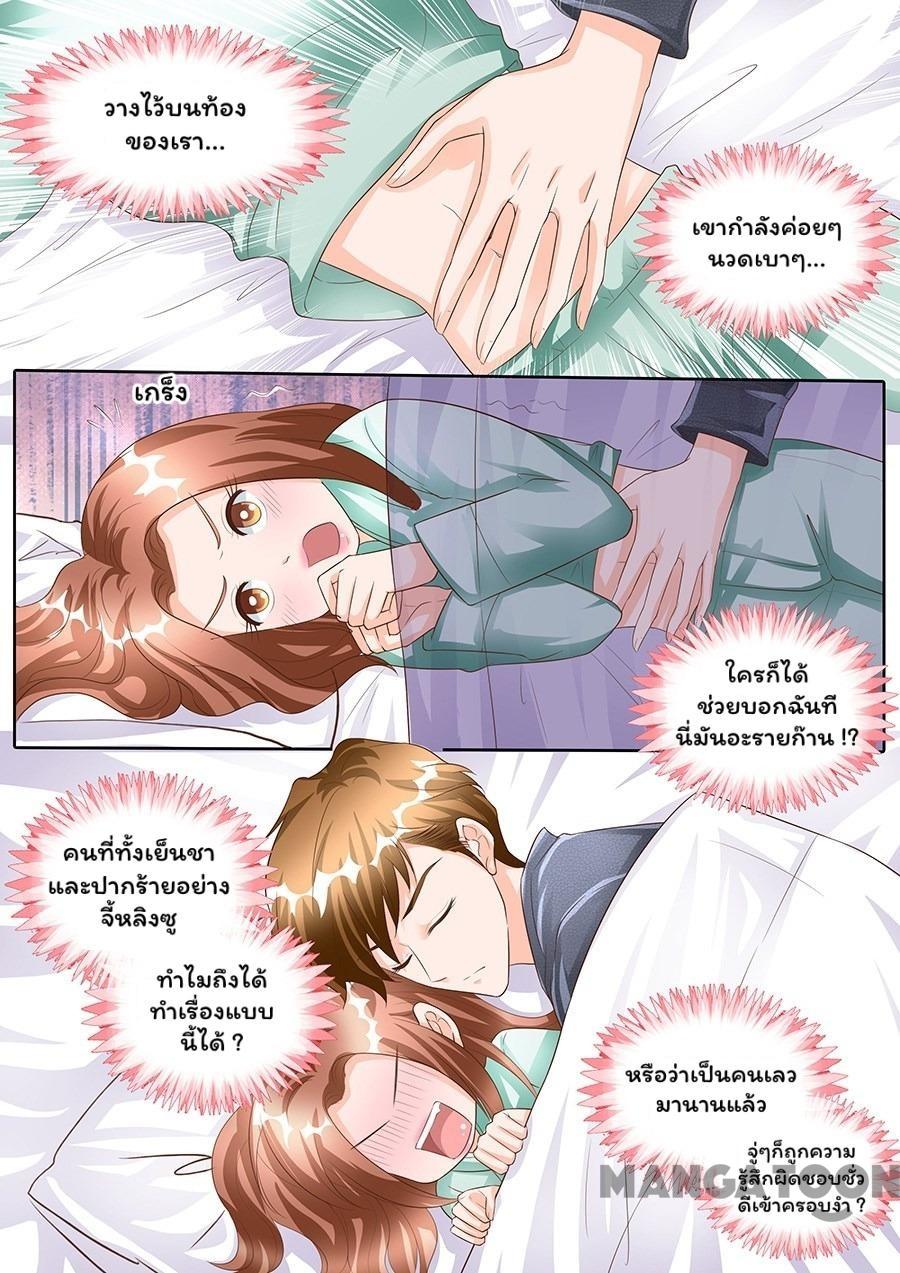 วางไว้บนท้อง
ของเรา...
เขากำลังค่อยๆ
นวดเบาๆ...
เกร็ง
ใครก็ได้
ช่วยบอกฉันที
นี่มันอะรายก๊าน !?
คนที่ทั้งเย็นชา
และปากร้ายอย่าง
จี้หลิงซู
ทำไมถึงได้
ทำเรื่องแบบ
นี้ได้ ?
หรือว่าเป็นคนเลว
มานานแล้ว
จู่ๆก็ถูกความ
รู้สึกผิดชอบชั่ว
ดีเข้าครอบงำ ?
MANGATOON